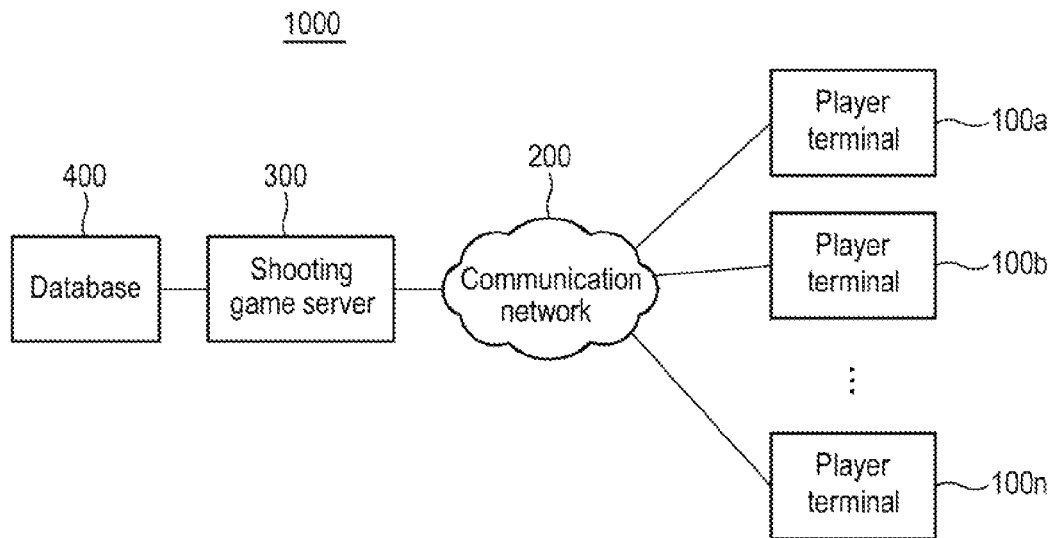 1000
Player
terminal
100a
200
400
300
Player
terminal
100b
Database
Shooting
game server
Communication
network
...
Player
terminal
100n